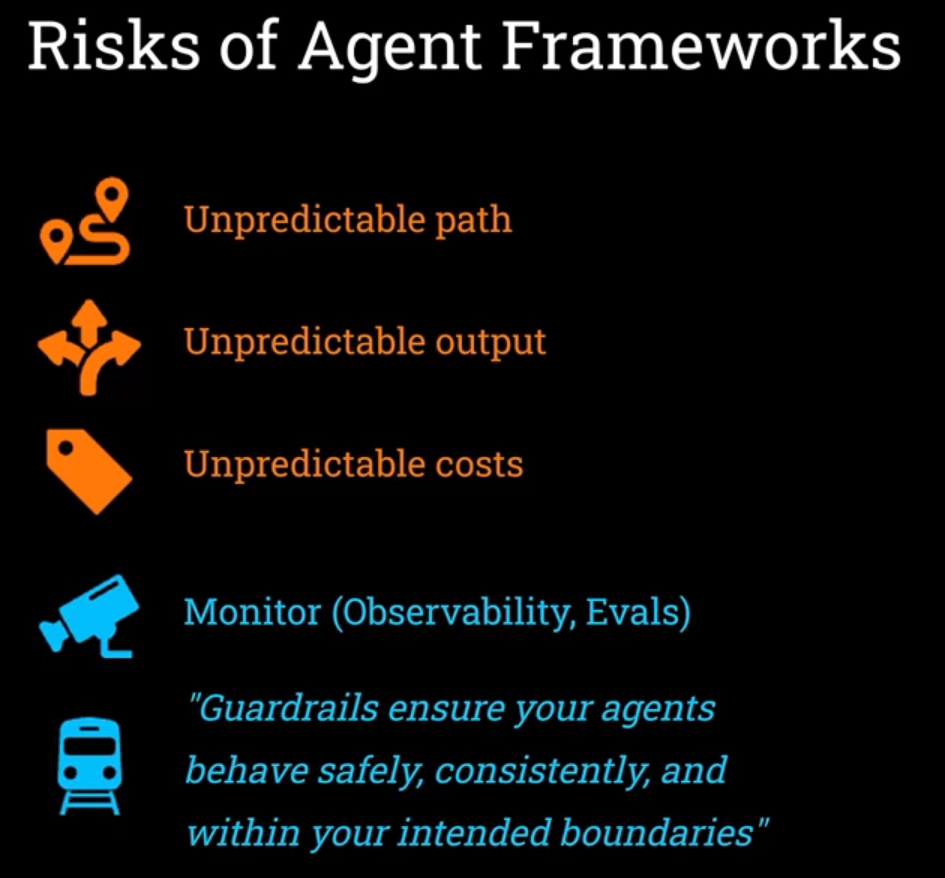 Risks of Agent Frameworks
Unpredictable path
Unpredictable output
Unpredictable costs
Monitor (Observability, Evals)
"Guardrails ensure your agents
behave safely, consistently, and
within your intended boundaries"